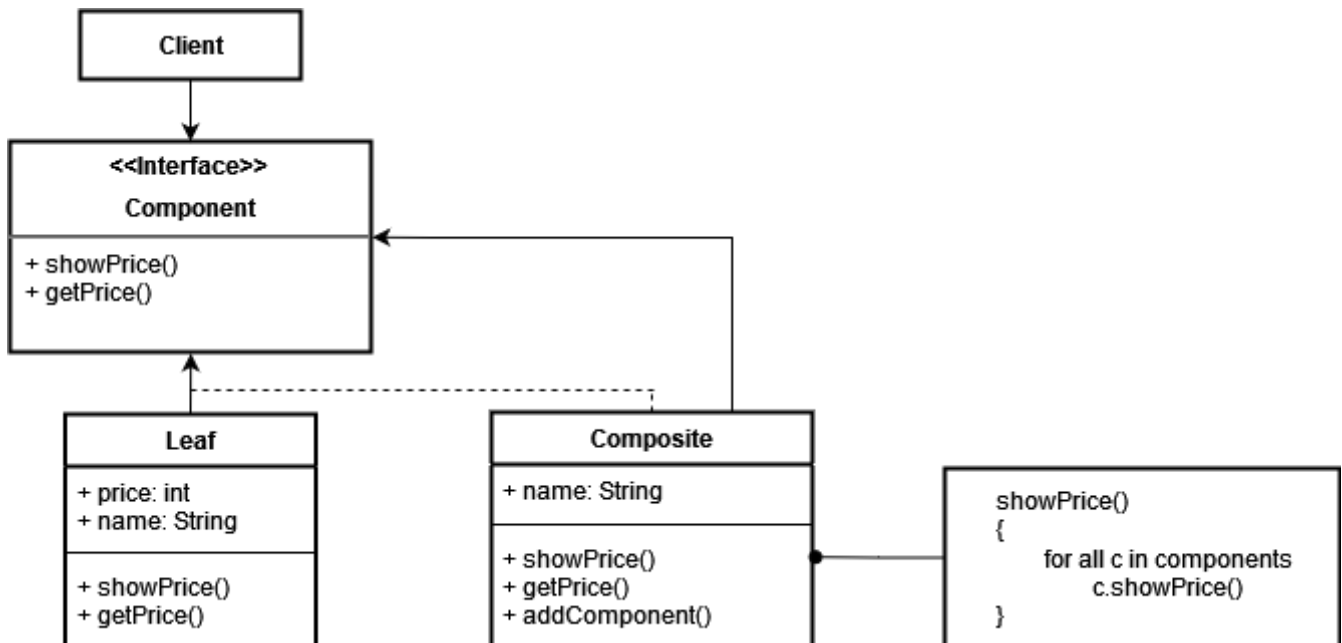 Client
<<Interface>>
Component
+ showPrice()
+ getPrice()
Leaf
+ price: int
+ name: String
+ showPrice()
+ getPrice()
Composite
+ name: String
+ showPrice()
+ getPrice()
+ addComponent()
showPrice()
{
for all c in components
c.showPrice()
}